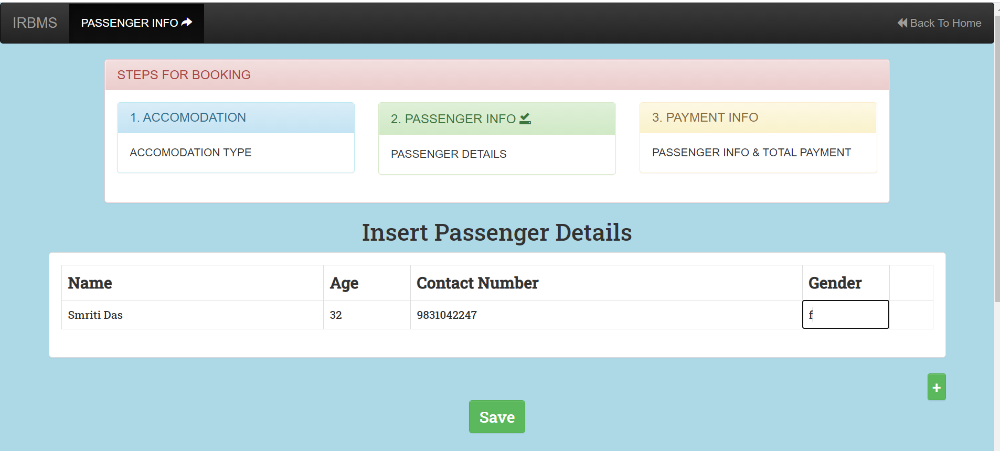 IRBMS PASSENGER INFO Back To Home
STEPS FOR BOOKING
1. ACCOMODATION
ACCOMODATION TYPE
2. PASSENGER INFO
PASSENGER DETAILS
3. PAYMENT INFO
PASSENGER INFO & TOTAL PAYMENT
Insert Passenger Details
Name Age Contact Number Gender
Smriti Das 32 9831042247 f
+
Save